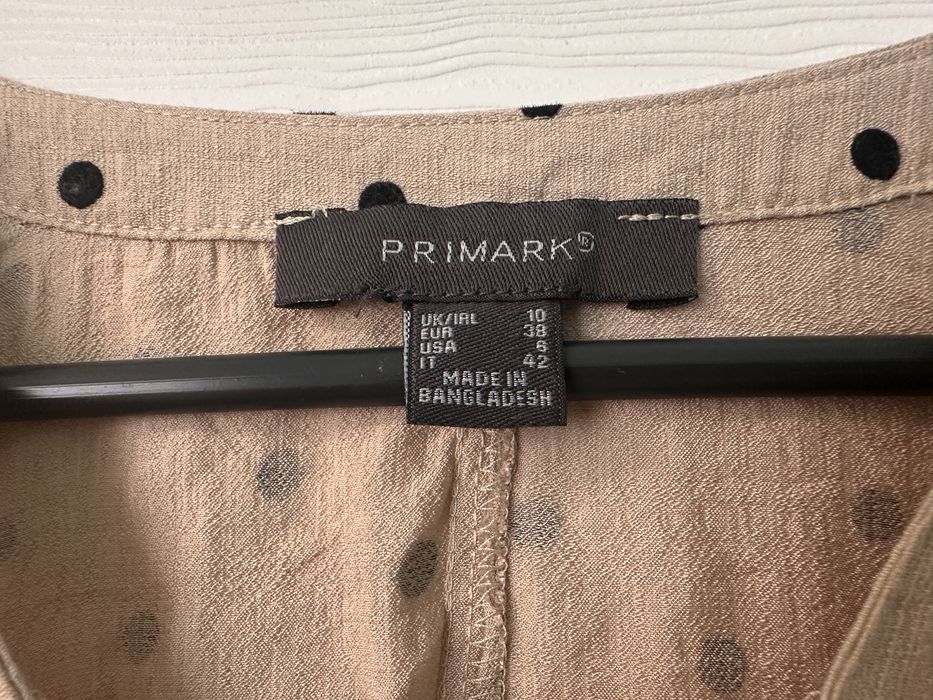 PRIMARK®
UK/IRL 10
EUR 38
USA 6
IT 42
MADE IN
BANGLADESH